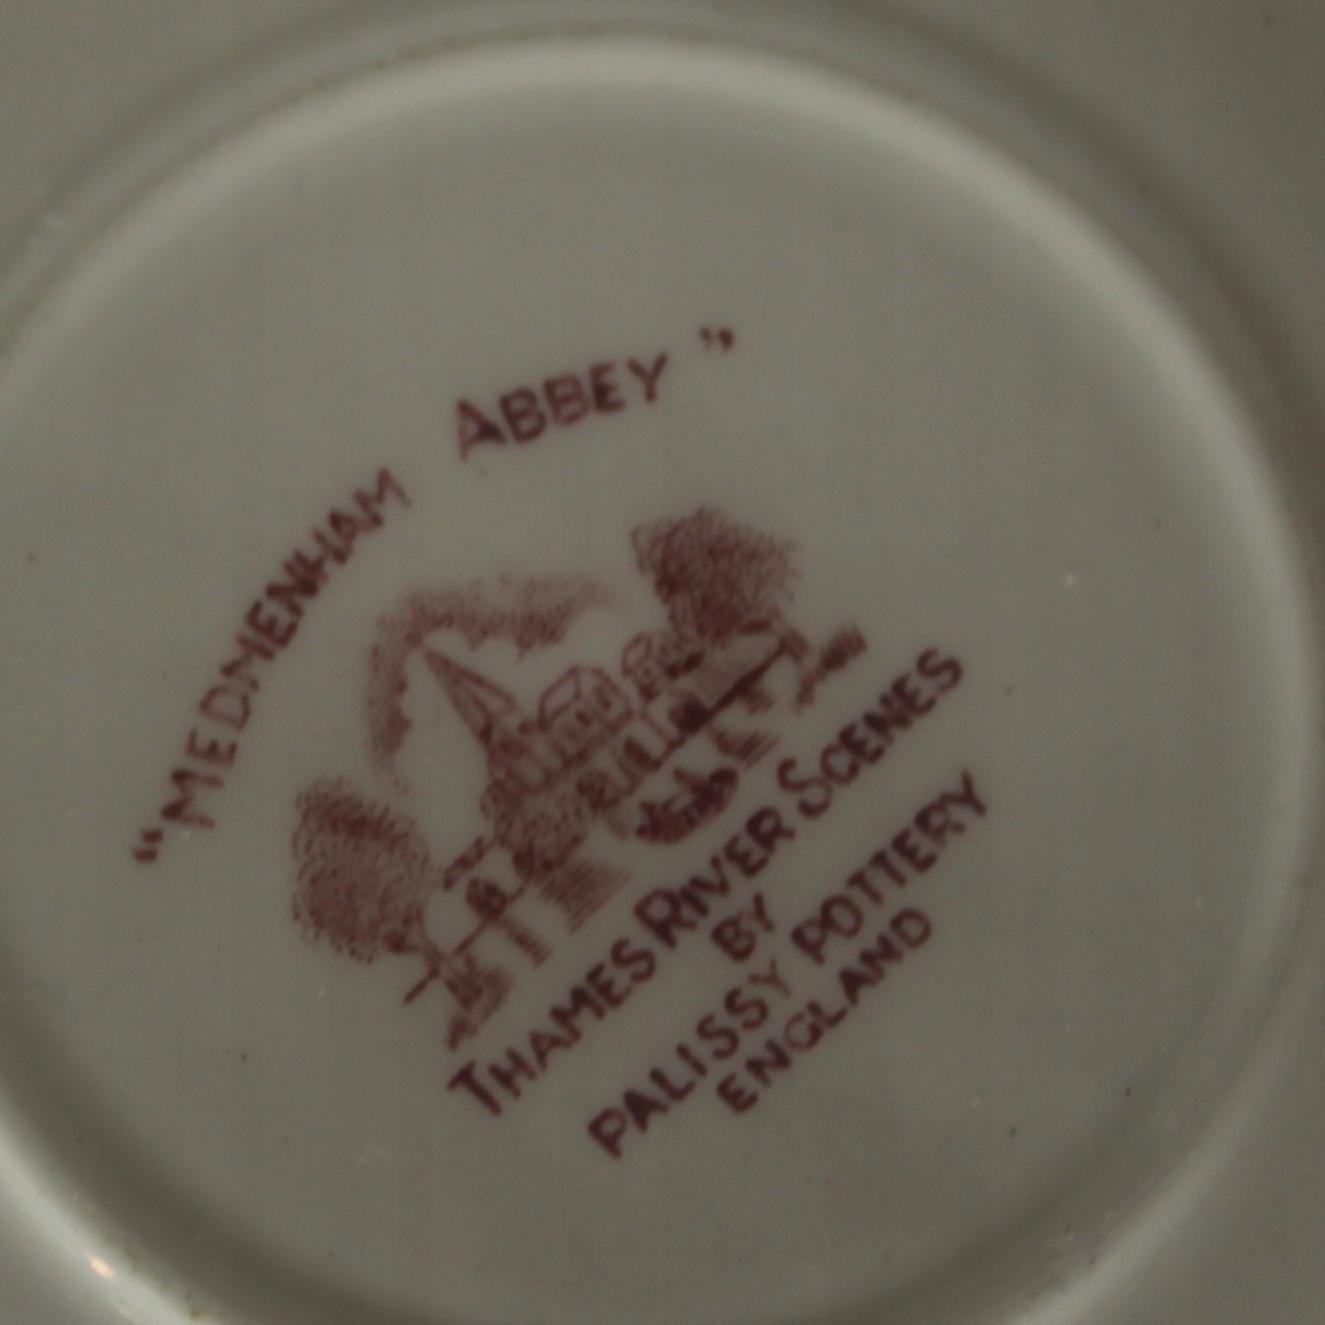 “MEDMENHAM ABBEY”
THAMES RIVER SCENES
BY
PALISSY POTTERY
ENGLAND